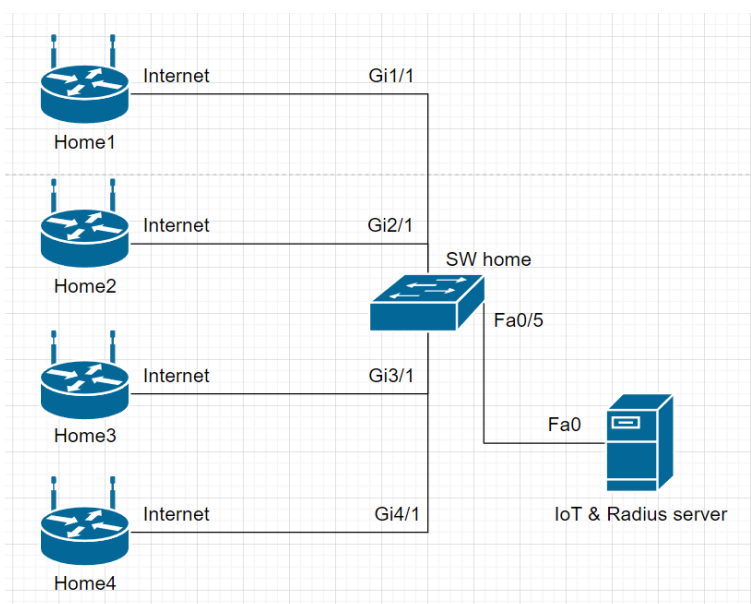 Internet Gi1/1
Home1
Internet Gi2/1
Home2
SW home
Fa0/5
Internet Gi3/1
Home3
Fa0
Internet Gi4/1
IoT & Radius server
Home4